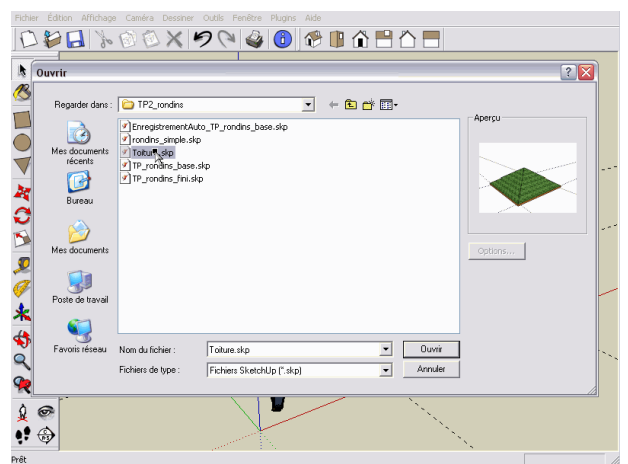 Fichier Édition Affichage Caméra Dessiner Outils Fenêtre Plugins Aide
Ouvrir
Regarder dans : TP2_rondins
Aperçu
EnregistrementAuto_TP_rondins_base.skp
rondins_simple.skp
Toiture.skp
TP_rondins_base.skp
TP_rondins_fini.skp
Mes documents
récents
Bureau
Mes documents
Poste de travail
Favoris réseau
Options...
Nom du fichier : Toiture.skp Ouvrir
Fichiers de type : Fichiers SketchUp (*.skp) Annuler
Prêt